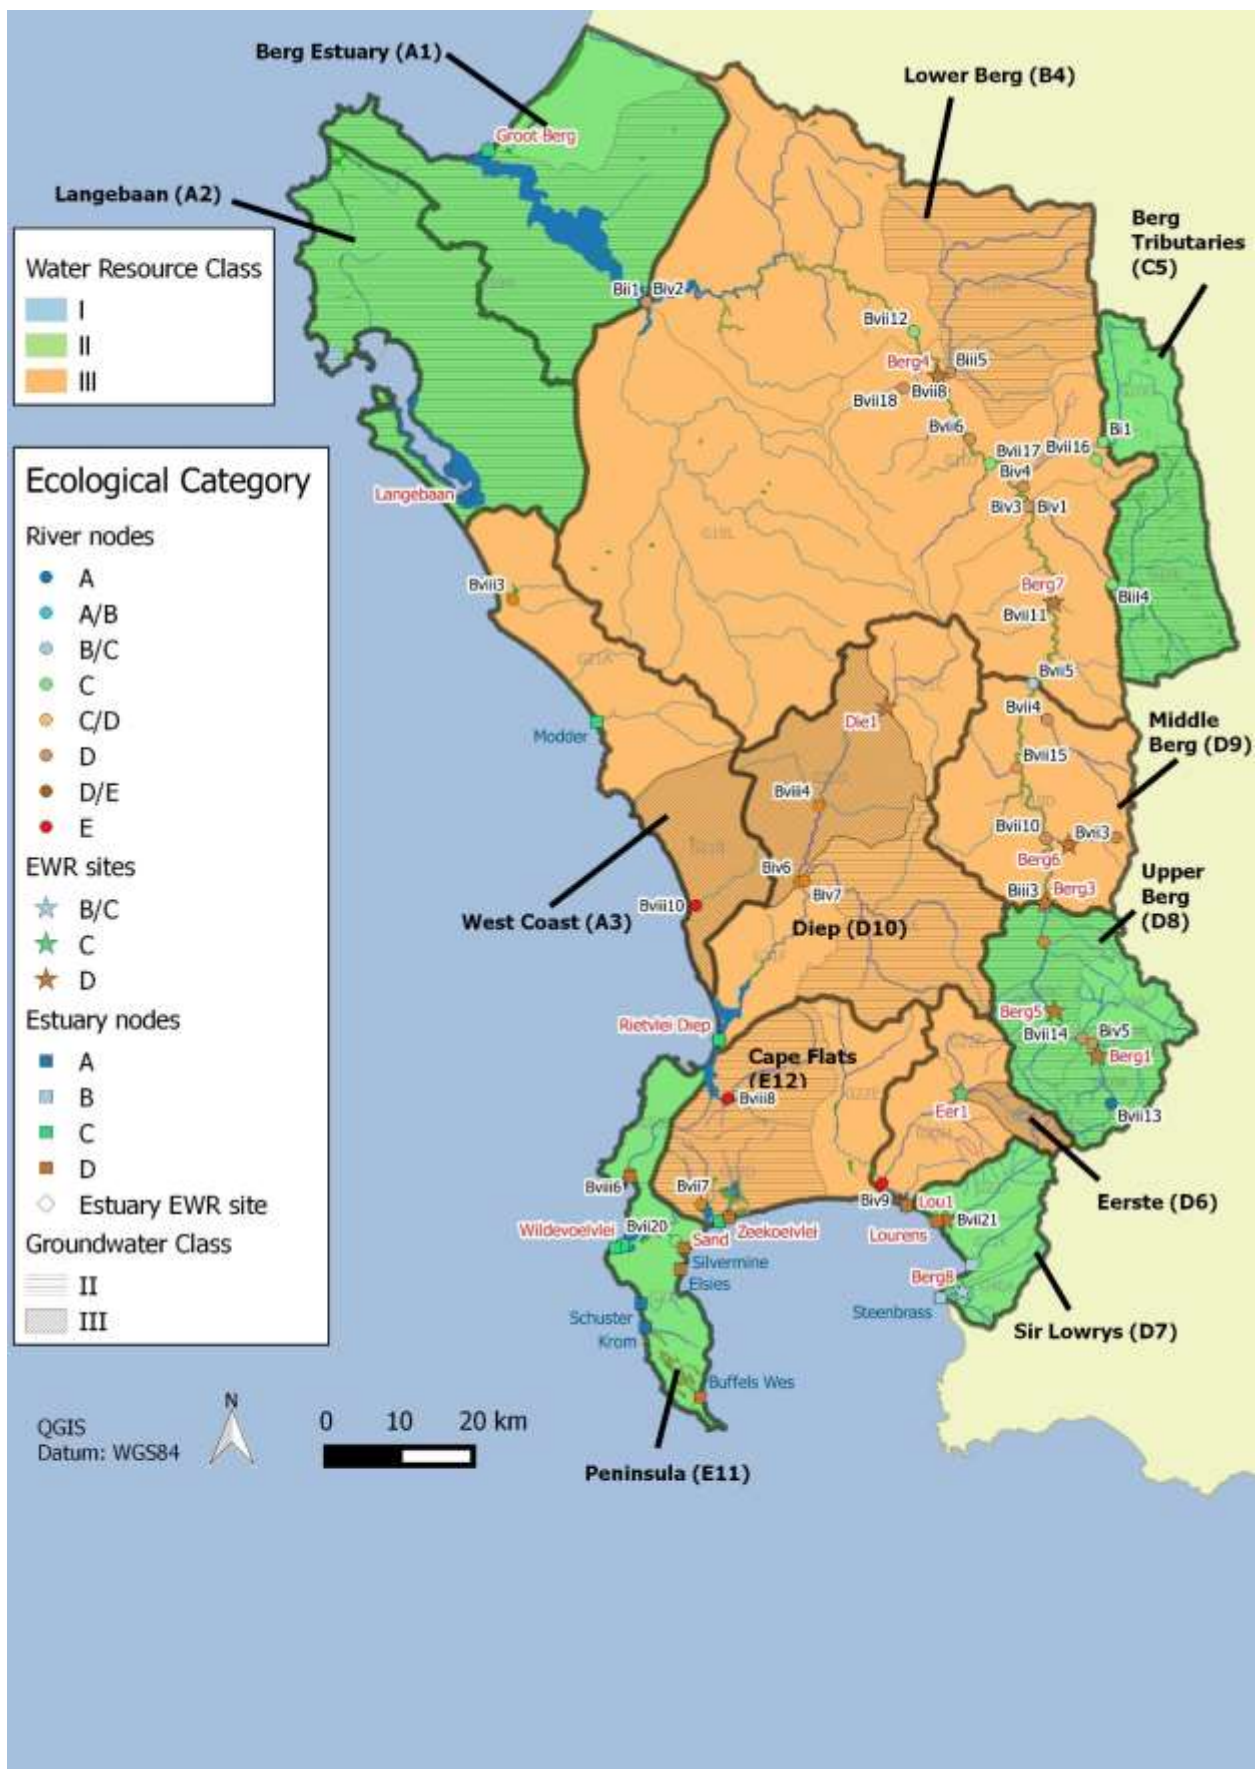 Berg Estuary (A1)
Lower Berg (B4)
Groot Berg
Langebaan (A2)
Berg
Tributaries
(C5)
Water Resource Class
I
II
III
Bii1
Biv2
Bvii12
Berg4
Biii5
Bvii8
Bvii18
Bvii6
Bvii17
Bvii16
Bi1
Biv4
Biv3
Biv1
Langebaan
Ecological Category
River nodes
A
A/B
B/C
C
C/D
D
D/E
E
EWR sites
B/C
C
D
Estuary nodes
A
B
C
D
Estuary EWR site
Groundwater Class
II
III
Bviii3
Berg7
Bvii11
Biii4
Bvii5
Bvii4
Modder
Die1
Middle
Berg (D9)
Bvii15
Bviii4
Bvii10
Bvii3
Berg6
Biv6
Biv7
Biii3
Berg3
Upper
Berg
(D8)
Bviii10
West Coast (A3)
Diep (D10)
Rietvlei Diep
Berg5
Bvii14
Biv5
Berg1
Cape Flats
(E12)
Bviii8
Eer1
Bvii13
Bviii6
Bvii7
Biv9
Lou1
Eerste (D6)
Wildevoelvlei
Bvii20
Zeekoelvlei
Lourens
Bvii21
Sand
Silvermine
Elsies
Berg8
Steenbrass
Schuster
Krom
Sir Lowrys (D7)
Buffels Wes
N
QGIS
Datum: WGS84
0 10 20 km
Peninsula (E11)